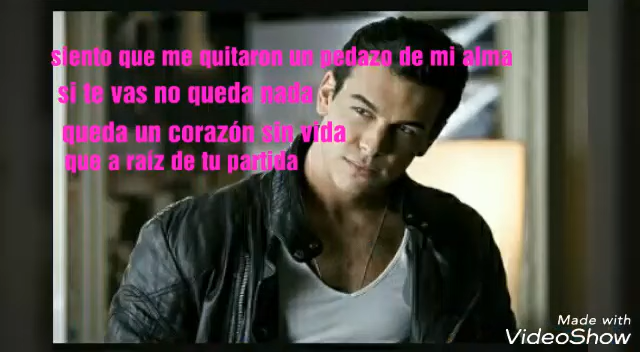 siento que me quitaron un pedazo de mi alma
si te vas no queda nada
queda un corazón sin vida
que a raíz de tu partida
Made with
VideoShow